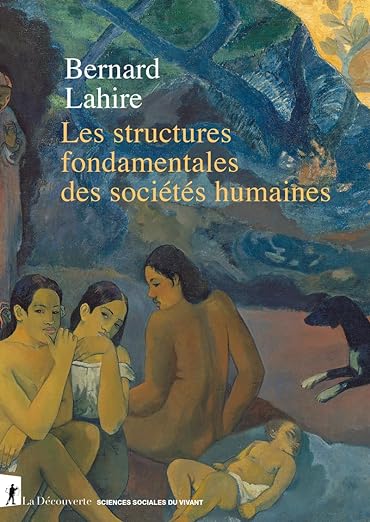 Bernard
Lahire
Les structures
fondamentales
des sociétés humaines
La Découverte SCIENCES SOCIALES DU VIVANT